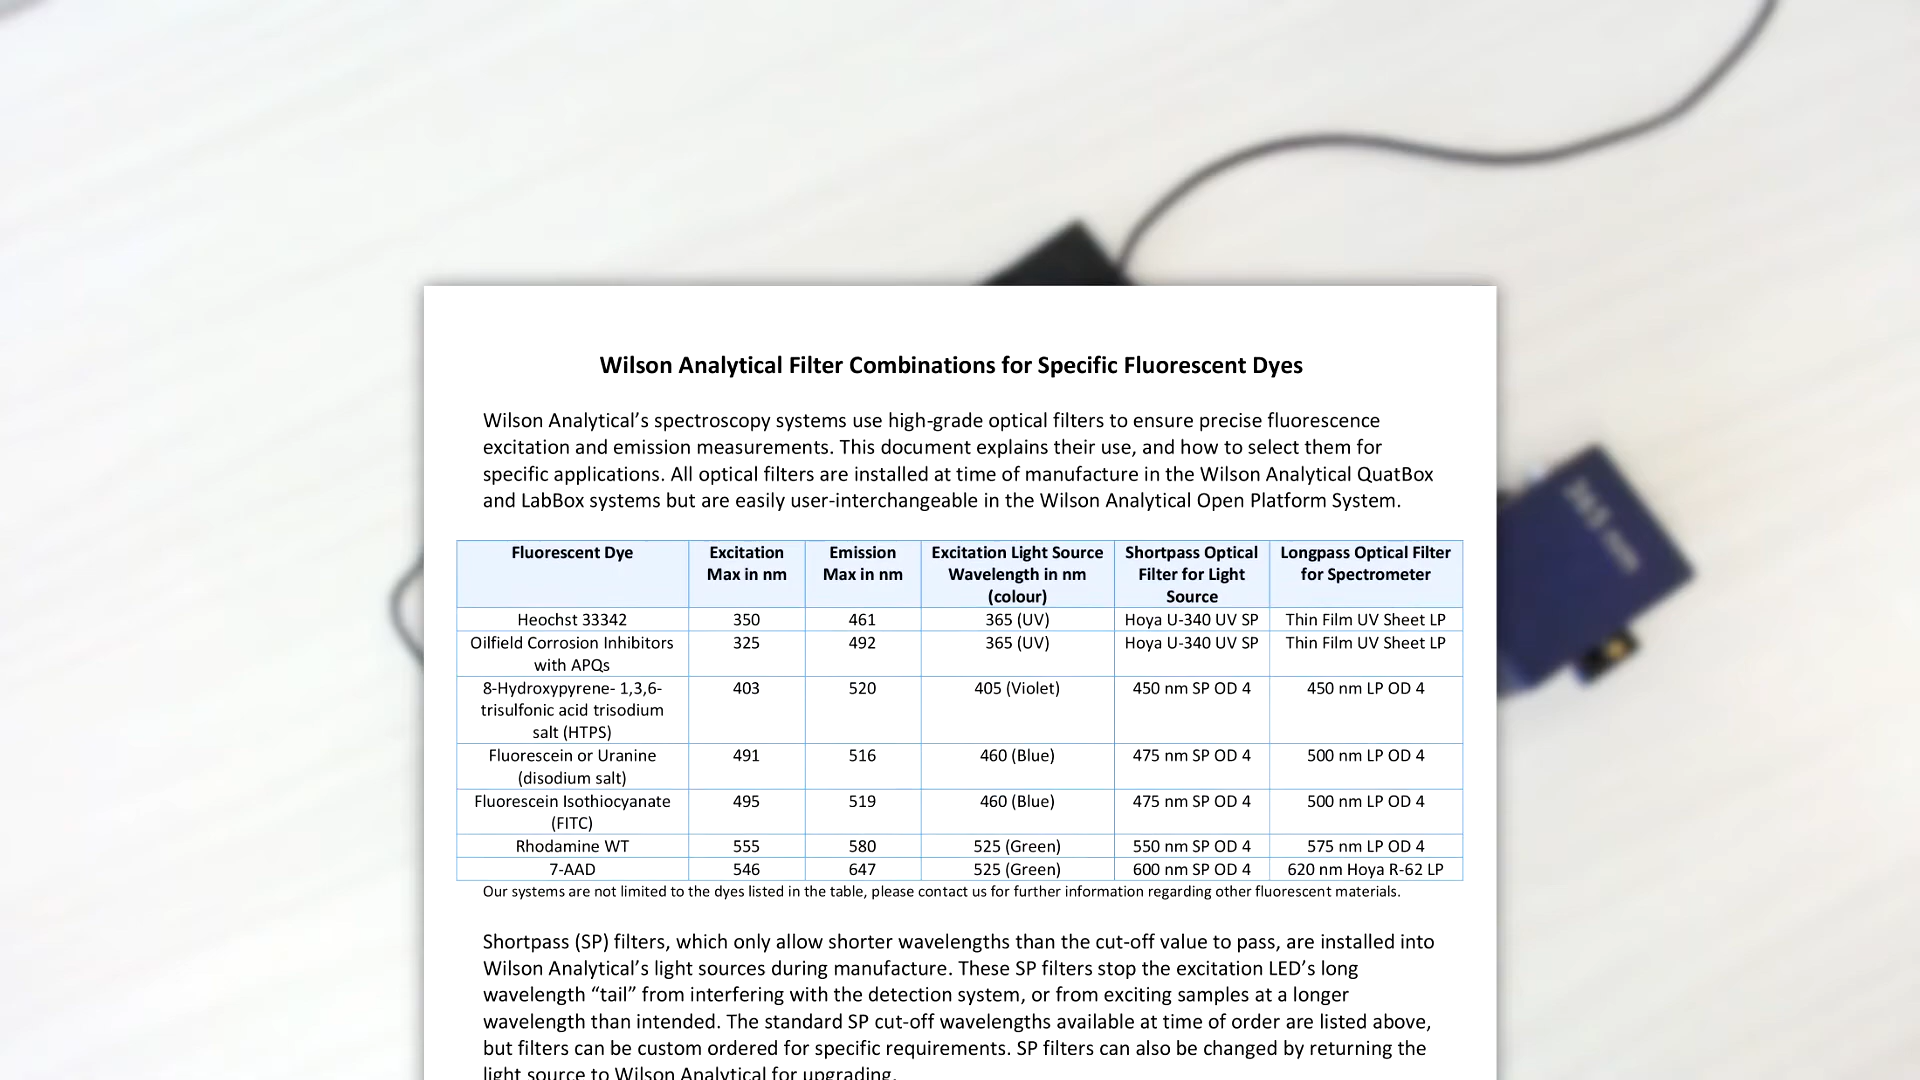 Wilson Analytical Filter Combinations for Specific Fluorescent Dyes
Wilson Analytical’s spectroscopy systems use high-grade optical filters to ensure precise fluorescence
excitation and emission measurements. This document explains their use, and how to select them for
specific applications. All optical filters are installed at time of manufacture in the Wilson Analytical QuatBox
and LabBox systems but are easily user-interchangeable in the Wilson Analytical Open Platform System.
Fluorescent Dye Excitation Max in nm Emission Max in nm Excitation Light Source Wavelength in nm (colour) Shortpass Optical Filter for Light Source Longpass Optical Filter for Spectrometer
Heochst 33342 350 461 365 (UV) Hoya U-340 UV SP Thin Film UV Sheet LP
Oilfield Corrosion Inhibitors with APQs 325 492 365 (UV) Hoya U-340 UV SP Thin Film UV Sheet LP
8-Hydroxypyrene- 1,3,6-trisulfonic acid trisodium salt (HTPS) 403 520 405 (Violet) 450 nm SP OD 4 450 nm LP OD 4
Fluorescein or Uranine (disodium salt) 491 516 460 (Blue) 475 nm SP OD 4 500 nm LP OD 4
Fluorescein Isothiocyanate (FITC) 495 519 460 (Blue) 475 nm SP OD 4 500 nm LP OD 4
Rhodamine WT 555 580 525 (Green) 550 nm SP OD 4 575 nm LP OD 4
7-AAD 546 647 525 (Green) 600 nm SP OD 4 620 nm Hoya R-62 LP
Our systems are not limited to the dyes listed in the table, please contact us for further information regarding other fluorescent materials.
Shortpass (SP) filters, which only allow shorter wavelengths than the cut-off value to pass, are installed into
Wilson Analytical’s light sources during manufacture. These SP filters stop the excitation LED’s long
wavelength “tail” from interfering with the detection system, or from exciting samples at a longer
wavelength than intended. The standard SP cut-off wavelengths available at time of order are listed above,
but filters can be custom ordered for specific requirements. SP filters can also be changed by returning the
light source to Wilson Analytical for upgrading.
365 nm